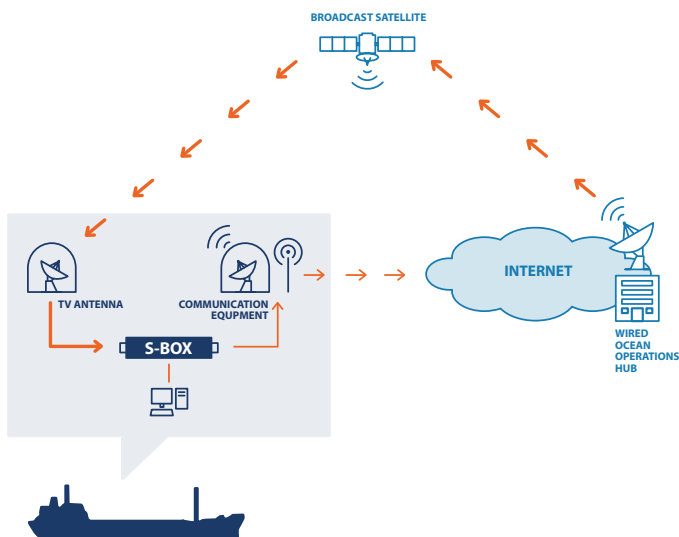 BROADCAST SATELLITE
TV ANTENNA
COMMUNICATION
EQUPMENT
S-BOX
INTERNET
WIRED
OCEAN
OPERATIONS
HUB